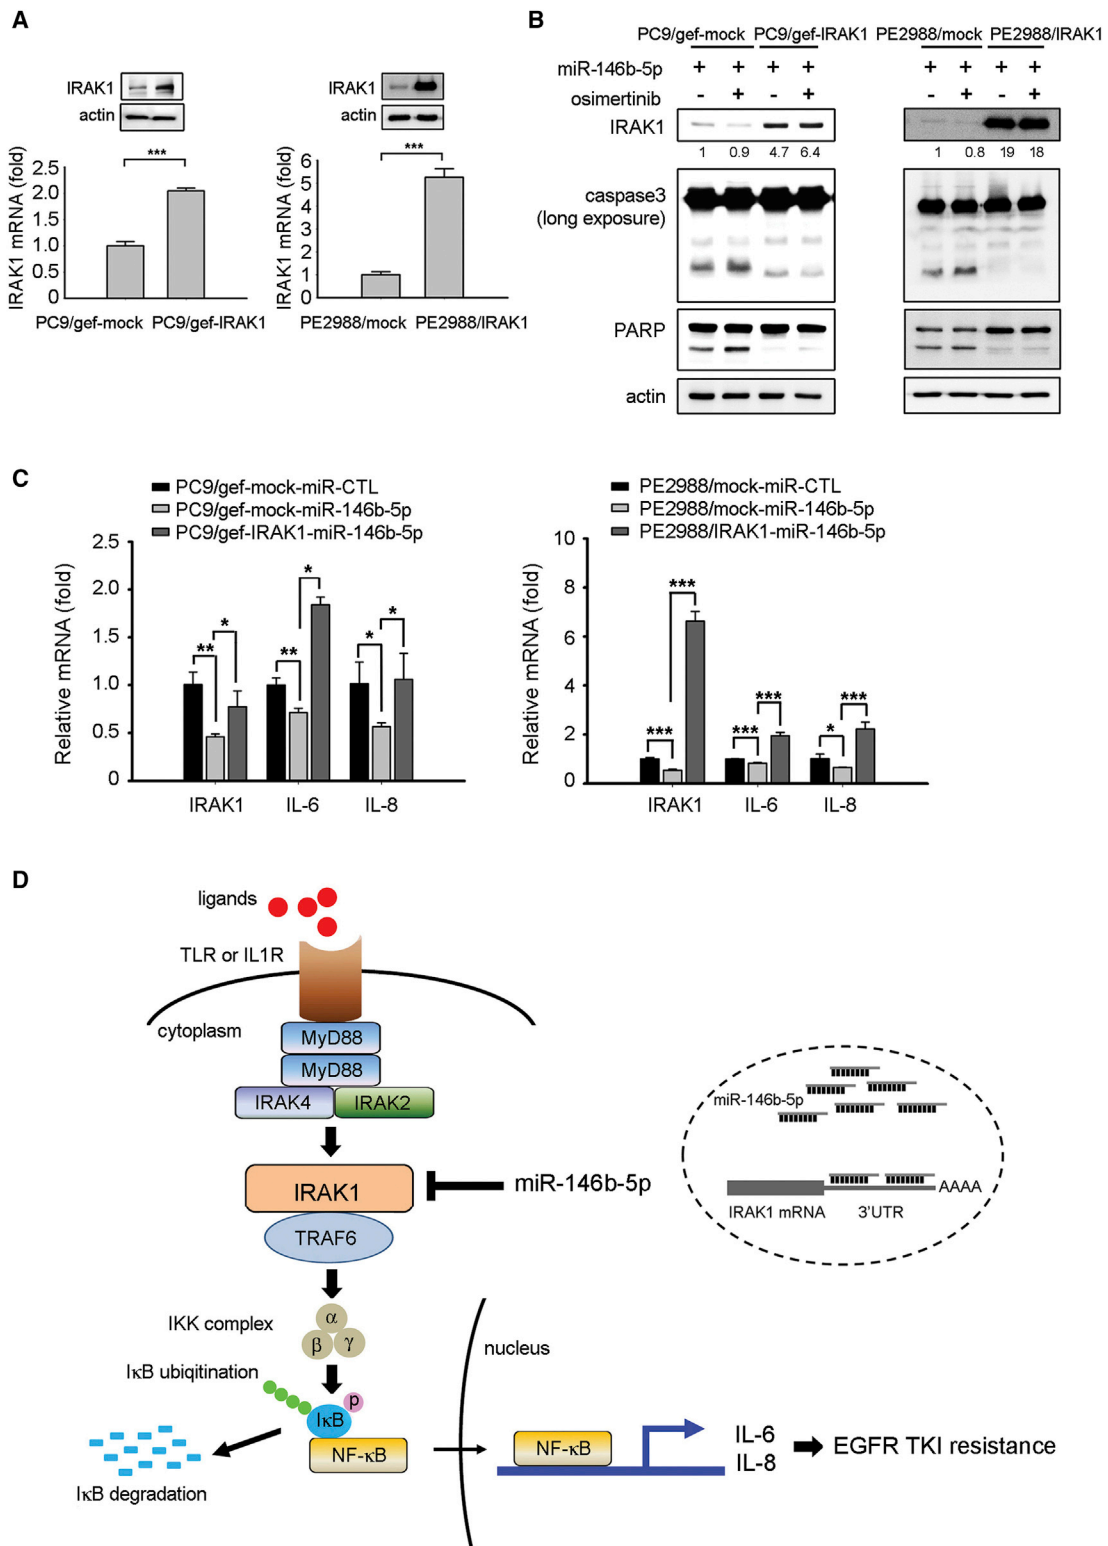 A
IRAK1
actin
***
IRAK1 mRNA (fold)
2.5
2.0
1.5
1.0
0.5
0
PC9/gef-mock PC9/gef-IRAK1
IRAK1
actin
***
IRAK1 mRNA (fold)
6
5
4
3
2
1
0
PE2988/mock PE2988/IRAK1
B
PC9/gef-mock PC9/gef-IRAK1 PE2988/mock PE2988/IRAK1
miR-146b-5p + + + + + + + +
osimertinib - + - + - + - +
IRAK1
1 0.9 4.7 6.4 1 0.8 19 18
caspase3
(long exposure)
PARP
actin
C
PC9/gef-mock-miR-CTL
PC9/gef-mock-miR-146b-5p
PC9/gef-IRAK1-miR-146b-5p
Relative mRNA (fold)
2.5
2.0
1.5
1.0
0.5
0
** * ** * * *
IRAK1 IL-6 IL-8
PE2988/mock-miR-CTL
PE2988/mock-miR-146b-5p
PE2988/IRAK1-miR-146b-5p
Relative mRNA (fold)
10
8
6
4
2
0
*** *** *** *** * ***
IRAK1 IL-6 IL-8
D
ligands
TLR or IL1R
cytoplasm
MyD88
MyD88
IRAK4 IRAK2
IRAK1
miR-146b-5p
TRAF6
miR-146b-5p
AAAA
IRAK1 mRNA 3'UTR
IKK complex
α
β γ
nucleus
IκB ubiqitination
p
IκB
NF-κB
IκB degradation
NF-κB
IL-6
IL-8
EGFR TKI resistance